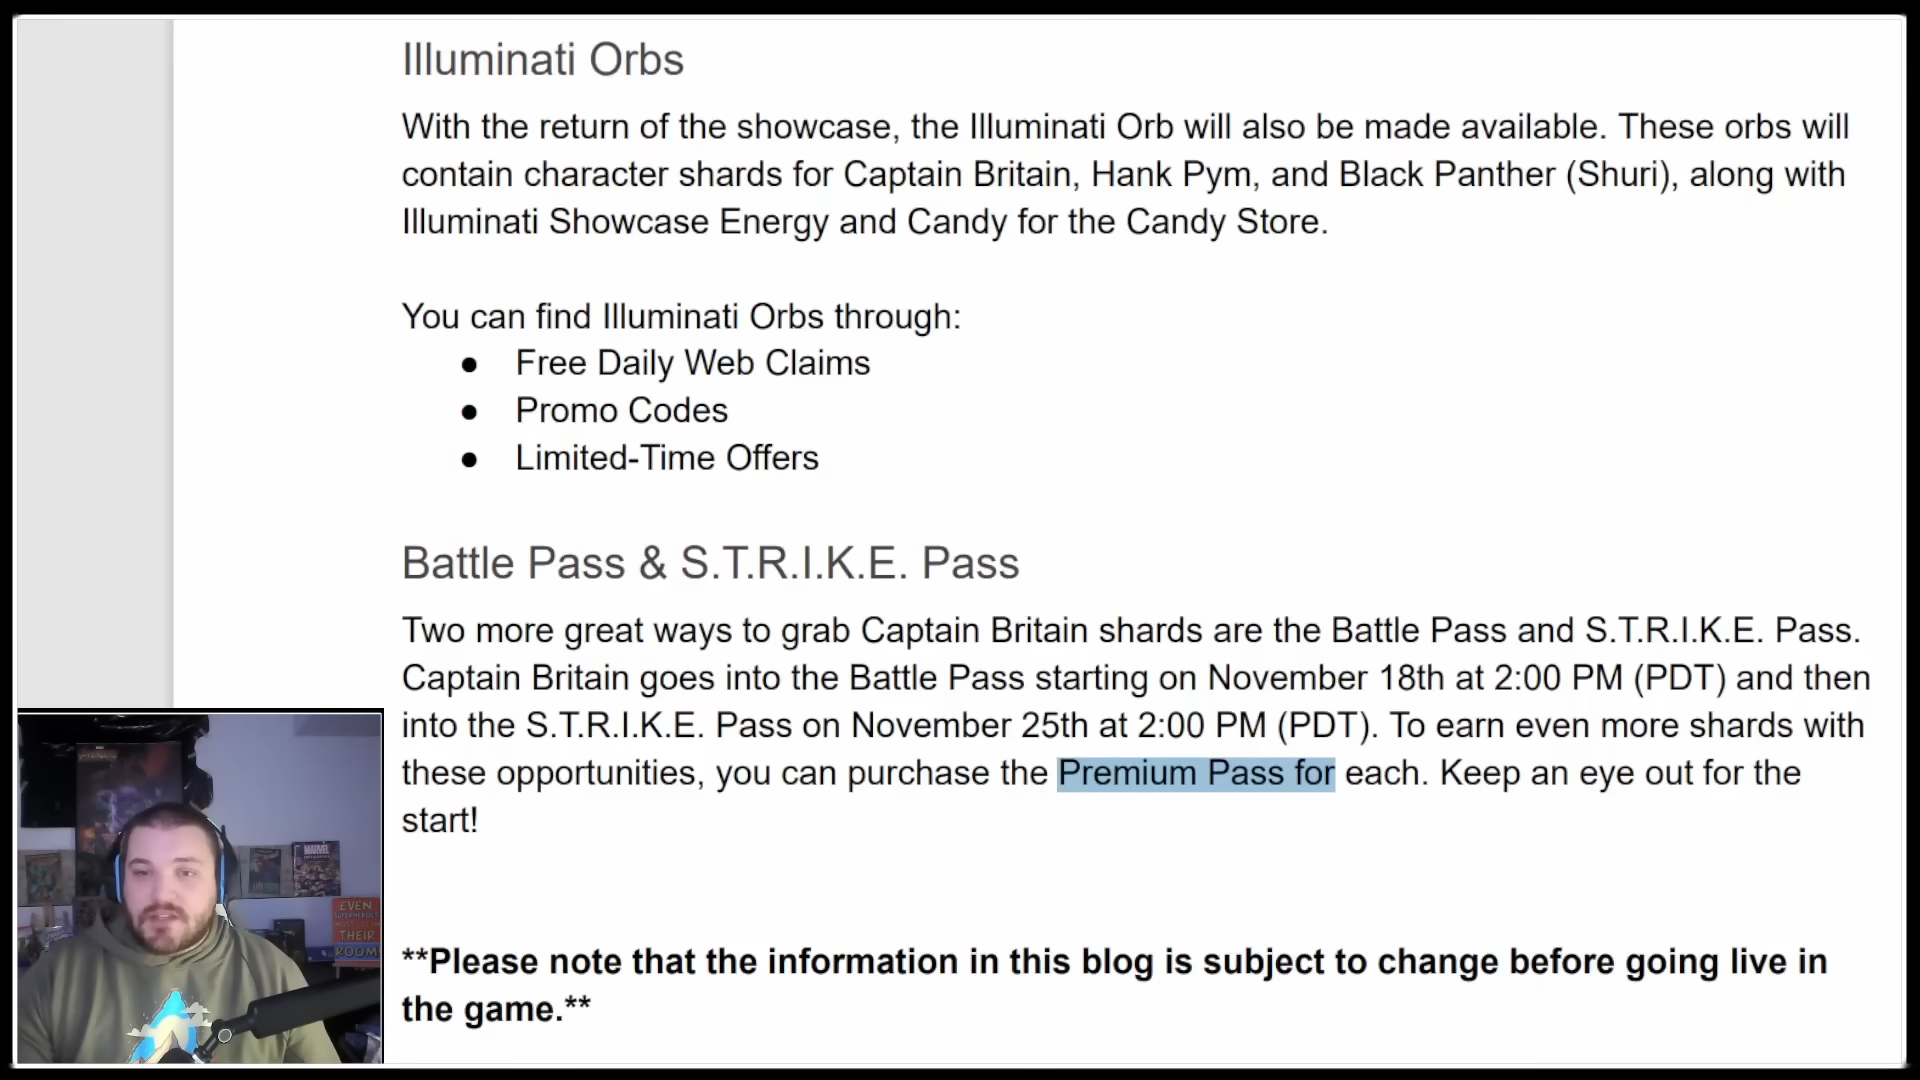 Illuminati Orbs
With the return of the showcase, the Illuminati Orb will also be made available. These orbs will
contain character shards for Captain Britain, Hank Pym, and Black Panther (Shuri), along with
Illuminati Showcase Energy and Candy for the Candy Store.
You can find Illuminati Orbs through:
● Free Daily Web Claims
● Promo Codes
● Limited-Time Offers
Battle Pass & S.T.R.I.K.E. Pass
Two more great ways to grab Captain Britain shards are the Battle Pass and S.T.R.I.K.E. Pass.
Captain Britain goes into the Battle Pass starting on November 18th at 2:00 PM (PDT) and then
into the S.T.R.I.K.E. Pass on November 25th at 2:00 PM (PDT). To earn even more shards with
these opportunities, you can purchase the Premium Pass for each. Keep an eye out for the
start!
**Please note that the information in this blog is subject to change before going live in
the game.**
MARVEL
EVEN
THEIR
ROOM